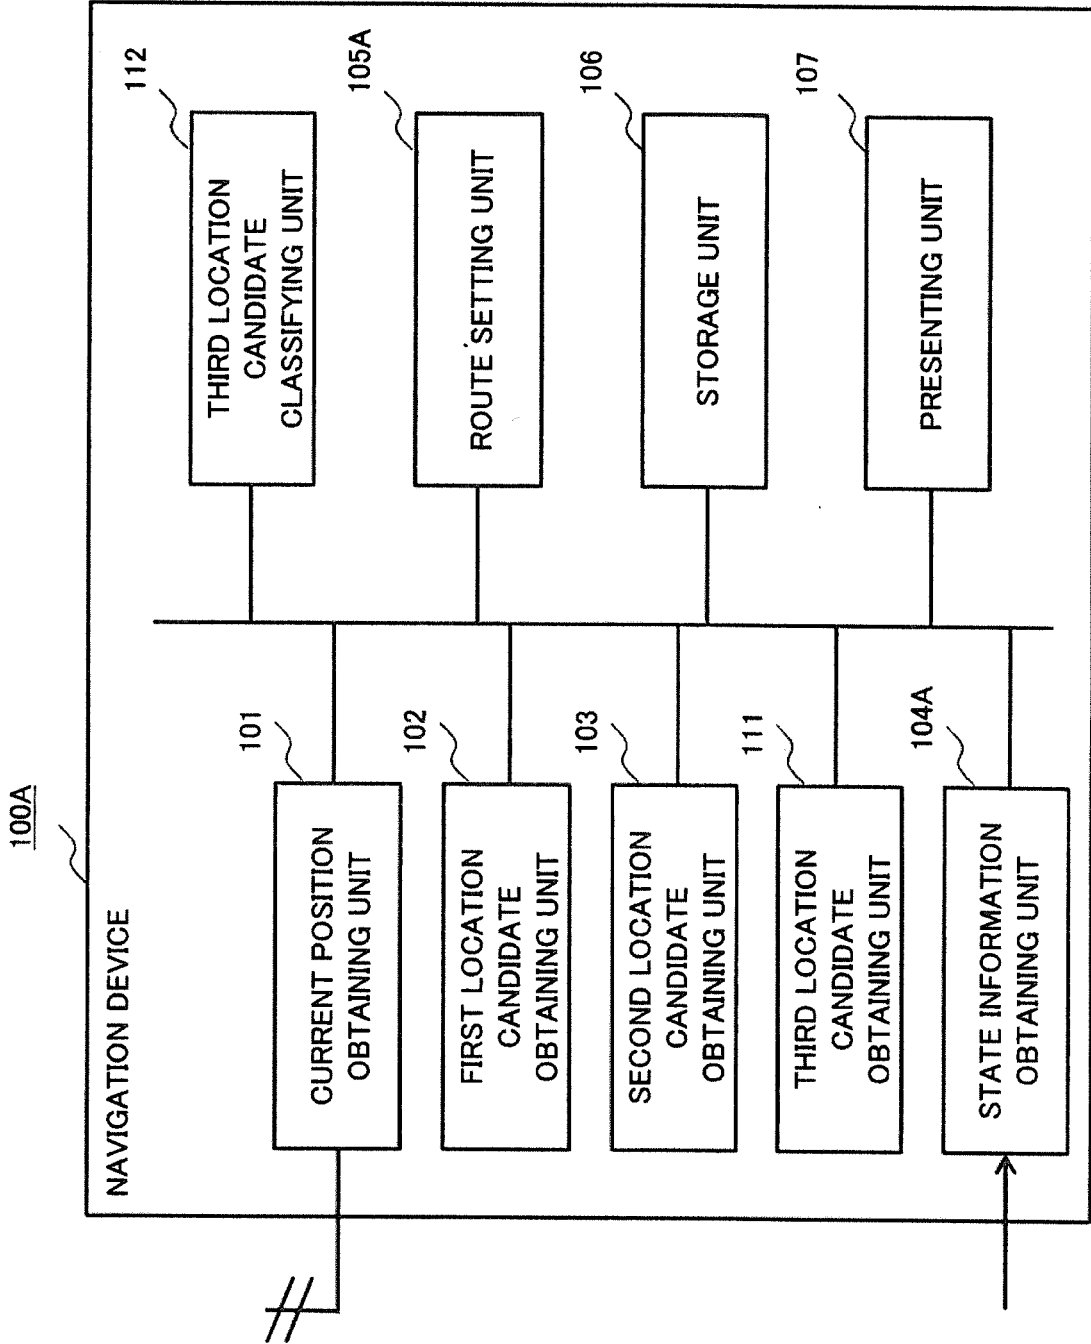 100A
NAVIGATION DEVICE
101
CURRENT POSITION
OBTAINING UNIT
102
FIRST LOCATION
CANDIDATE
OBTAINING UNIT
103
SECOND LOCATION
CANDIDATE
OBTAINING UNIT
111
THIRD LOCATION
CANDIDATE
OBTAINING UNIT
104A
STATE INFORMATION
OBTAINING UNIT
112
THIRD LOCATION
CANDIDATE
CLASSIFYING UNIT
105A
ROUTE SETTING UNIT
106
STORAGE UNIT
107
PRESENTING UNIT